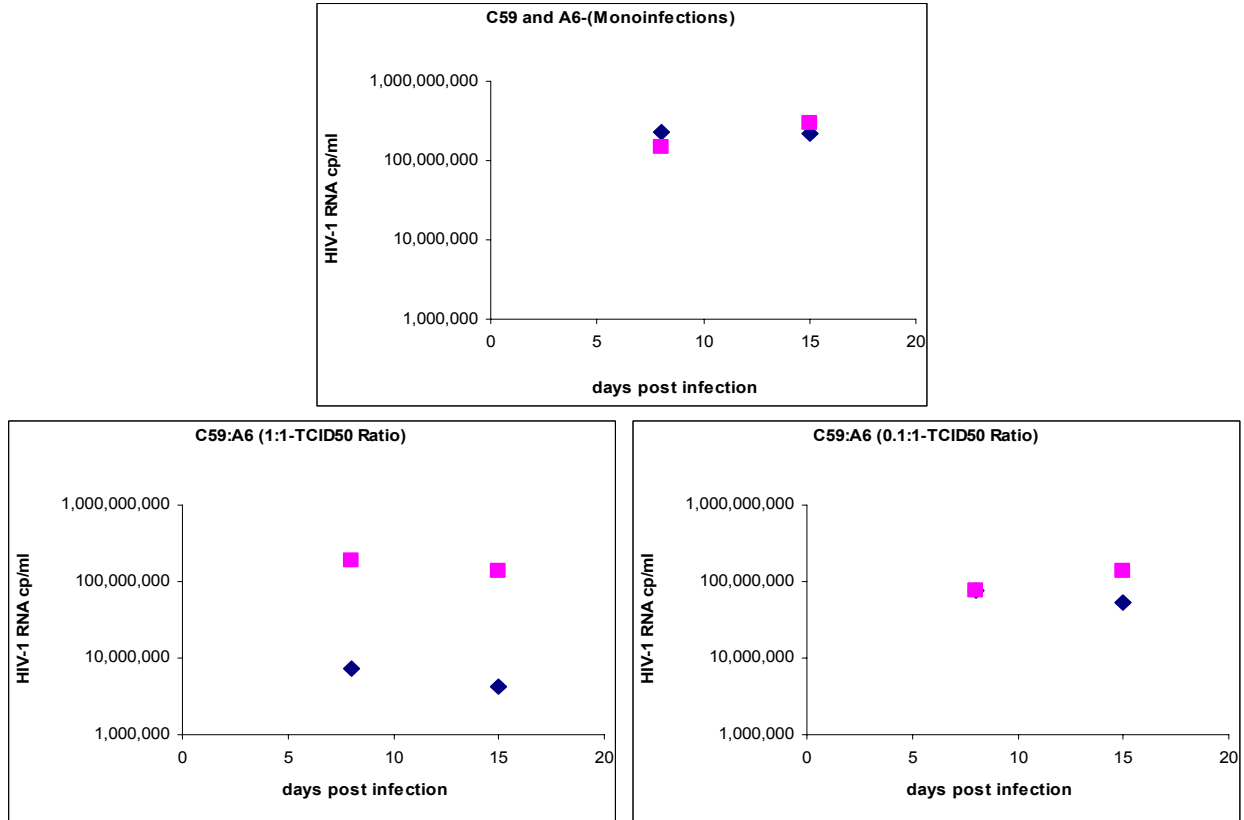 C59 and A6-(Monoinfections)
HIV-1 RNA cp/ml
1,000,000,000
100,000,000
10,000,000
1,000,000
0 5 10 15 20
days post infection
C59:A6 (1:1-TCID50 Ratio)
HIV-1 RNA cp/ml
1,000,000,000
100,000,000
10,000,000
1,000,000
0 5 10 15 20
days post infection
C59:A6 (0.1:1-TCID50 Ratio)
HIV-1 RNA cp/ml
1,000,000,000
100,000,000
10,000,000
1,000,000
0 5 10 15 20
days post infection